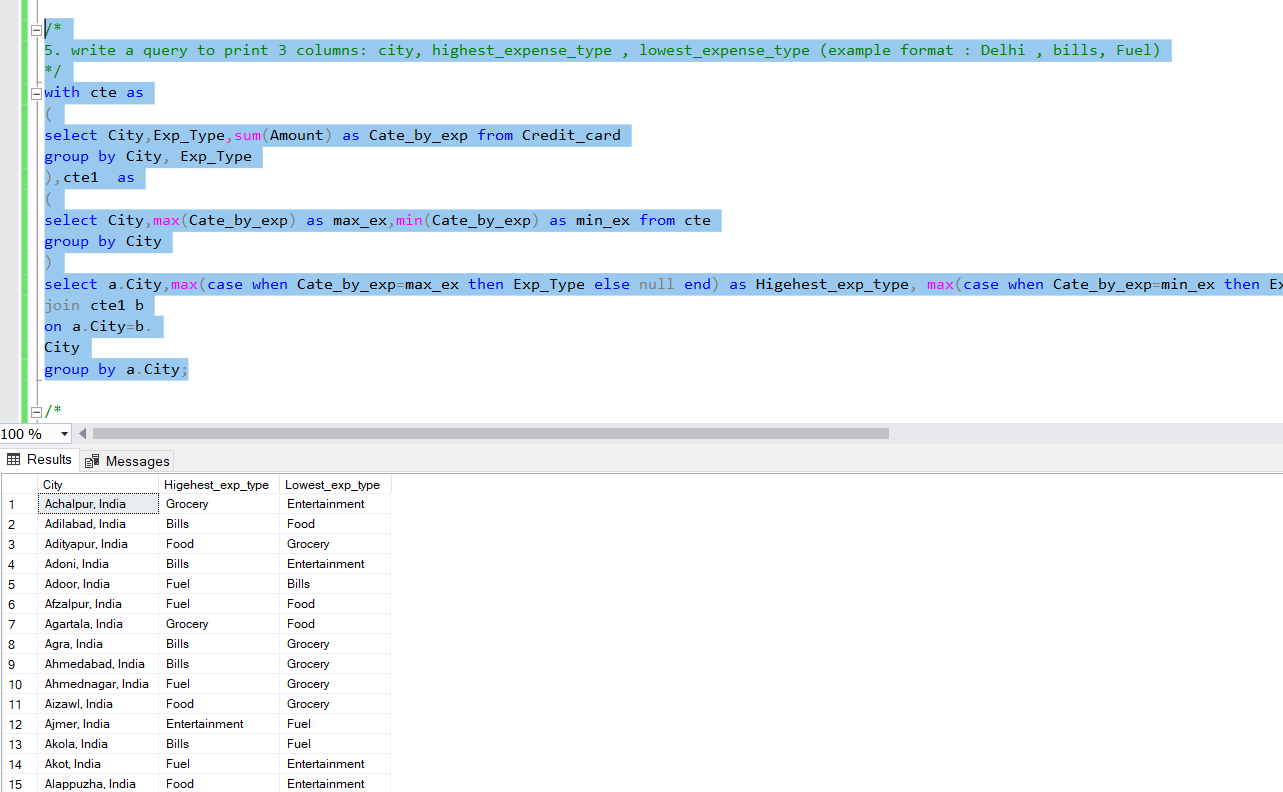 /*
5. write a query to print 3 columns: city, highest_expense_type , lowest_expense_type (example format : Delhi , bills, Fuel)
*/
with cte as
(
select City,Exp_Type,sum(Amount) as Cate_by_exp from Credit_card
group by City, Exp_Type
),cte1  as
(
select City,max(Cate_by_exp) as max_ex,min(Cate_by_exp) as min_ex from cte
group by City
)
select a.City,max(case when Cate_by_exp=max_ex then Exp_Type else null end) as Higehest_exp_type, max(case when Cate_by_exp=min_ex then Ex
join cte1 b
on a.City=b.
City
group by a.City;
/*
100 %
Results Messages
City Higehest_exp_type Lowest_exp_type
1 Achalpur, India Grocery Entertainment
2 Adilabad, India Bills Food
3 Adityapur, India Food Grocery
4 Adoni, India Bills Entertainment
5 Adoor, India Fuel Bills
6 Afzalpur, India Fuel Food
7 Agartala, India Grocery Food
8 Agra, India Bills Grocery
9 Ahmedabad, India Bills Grocery
10 Ahmednagar, India Fuel Grocery
11 Aizawl, India Food Grocery
12 Ajmer, India Entertainment Fuel
13 Akola, India Bills Fuel
14 Akot, India Fuel Entertainment
15 Alappuzha, India Food Entertainment